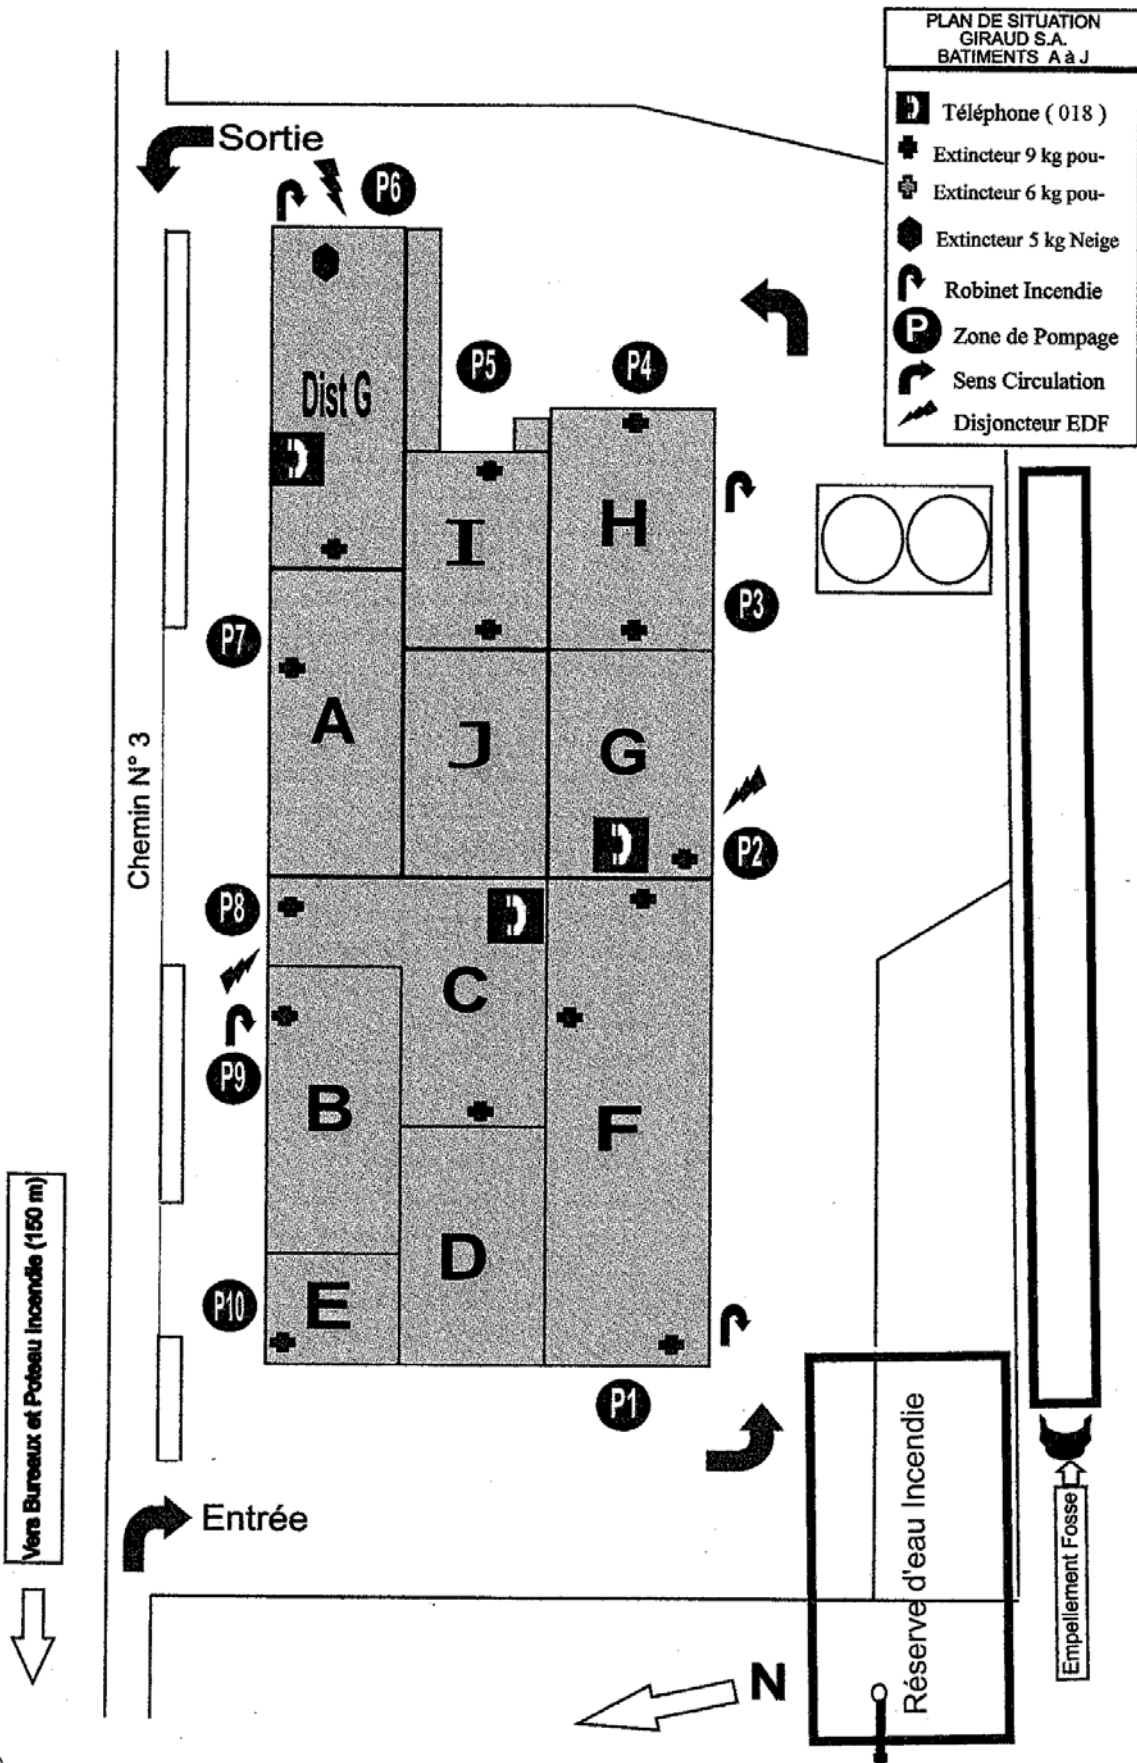 PLAN DE SITUATION
GIRAUD S.A.
BATIMENTS A à J
Téléphone ( 018 )
Extincteur 9 kg pou-
Extincteur 6 kg pou-
Extincteur 5 kg Neige
Robinet Incendie
P Zone de Pompage
Sens Circulation
Disjoncteur EDF
Sortie
P6
P5
P4
Dist G
I
H
P3
P7
A
J
G
Chemin N° 3
P2
P8
C
P9
B
F
D
P10
E
P1
Vers Bureaux et Poteau Incendie (150 m)
Entrée
Réserve d'eau Incendie
Empellement Fosse
N